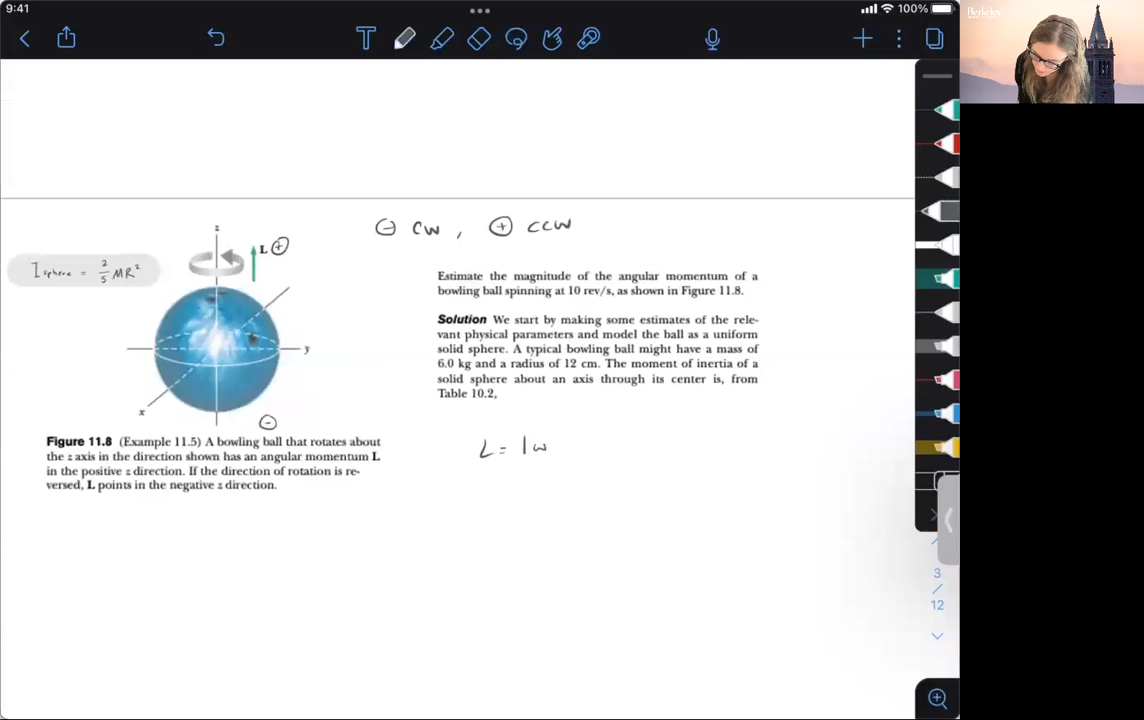 9:41
100%
Berkeley
⊖ cw , ⊕ ccw
z
L ⊕
I sphere = 2/5 MR²
y
x
⊖
Figure 11.8 (Example 11.5) A bowling ball that rotates about
the z axis in the direction shown has an angular momentum L
in the positive z direction. If the direction of rotation is re-
versed, L points in the negative z direction.
Estimate the magnitude of the angular momentum of a
bowling ball spinning at 10 rev/s, as shown in Figure 11.8.
Solution We start by making some estimates of the rele-
vant physical parameters and model the ball as a uniform
solid sphere. A typical bowling ball might have a mass of
6.0 kg and a radius of 12 cm. The moment of inertia of a
solid sphere about an axis through its center is, from
Table 10.2,
L = I ω
3
/
12